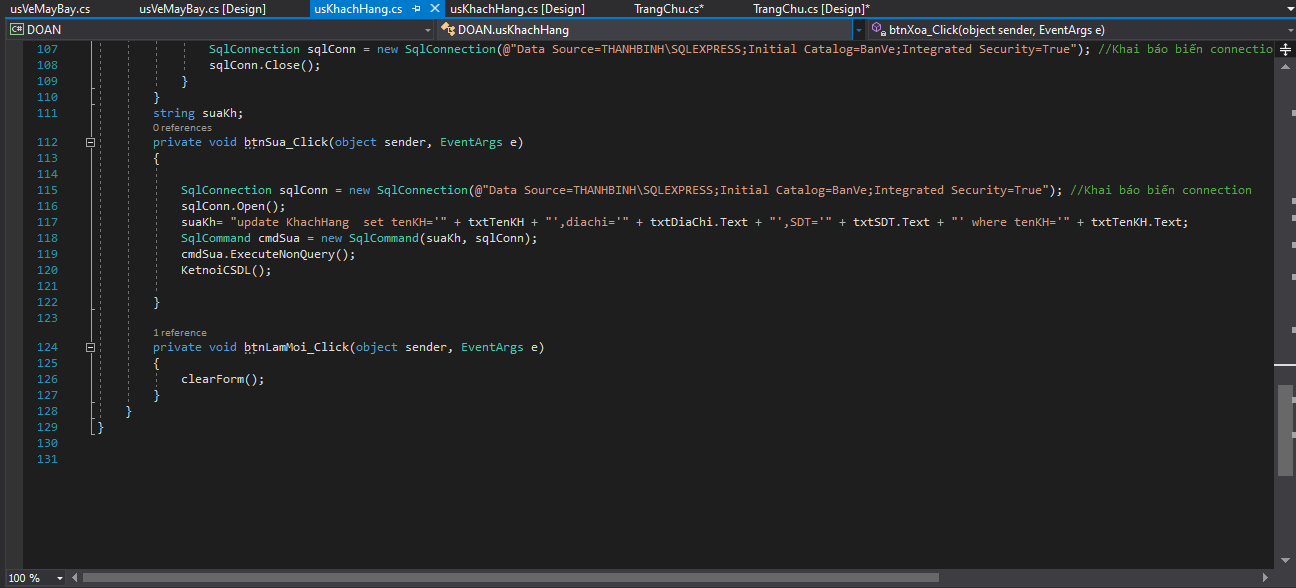 usVeMayBay.cs usVeMayBay.cs [Design] usKhachHang.cs usKhachHang.cs [Design] TrangChu.cs* TrangChu.cs [Design]*
C# DOAN DOAN.usKhachHang btnXoa_Click(object sender, EventArgs e)
107 SqlConnection sqlConn = new SqlConnection(@"Data Source=THANHBINH\SQLEXPRESS;Initial Catalog=BanVe;Integrated Security=True"); //Khai báo biến connectio
108 sqlConn.Close();
109 }
110 }
111 string suaKh;
0 references
112 private void btnSua_Click(object sender, EventArgs e)
113 {
114
115 SqlConnection sqlConn = new SqlConnection(@"Data Source=THANHBINH\SQLEXPRESS;Initial Catalog=BanVe;Integrated Security=True"); //Khai báo biến connection
116 sqlConn.Open();
117 suaKh= "update KhachHang  set tenKH='" + txtTenKH + "',diachi='" + txtDiaChi.Text + "',SDT='" + txtSDT.Text + "' where tenKH='" + txtTenKH.Text;
118 SqlCommand cmdSua = new SqlCommand(suaKh, sqlConn);
119 cmdSua.ExecuteNonQuery();
120 KetnoiCSDL();
121
122 }
123
1 reference
124 private void btnLamMoi_Click(object sender, EventArgs e)
125 {
126 clearForm();
127 }
128 }
129 }
130
131
100 %